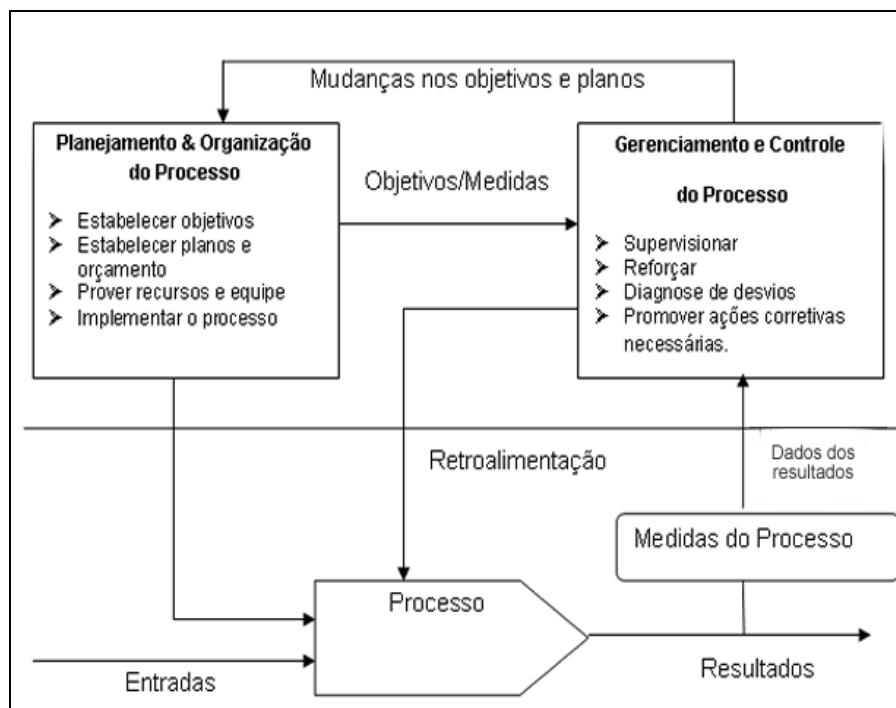 Mudanças nos objetivos e planos
Planejamento & Organização
do Processo
➢ Estabelecer objetivos
➢ Estabelecer planos e
orçamento
➢ Prover recursos e equipe
➢ Implementar o processo
Objetivos/Medidas
Gerenciamento e Controle
do Processo
➢ Supervisionar
➢ Reforçar
➢ Diagnose de desvios
➢ Promover ações corretivas
necessárias.
Retroalimentação
Dados dos
resultados
Medidas do Processo
Processo
Entradas
Resultados